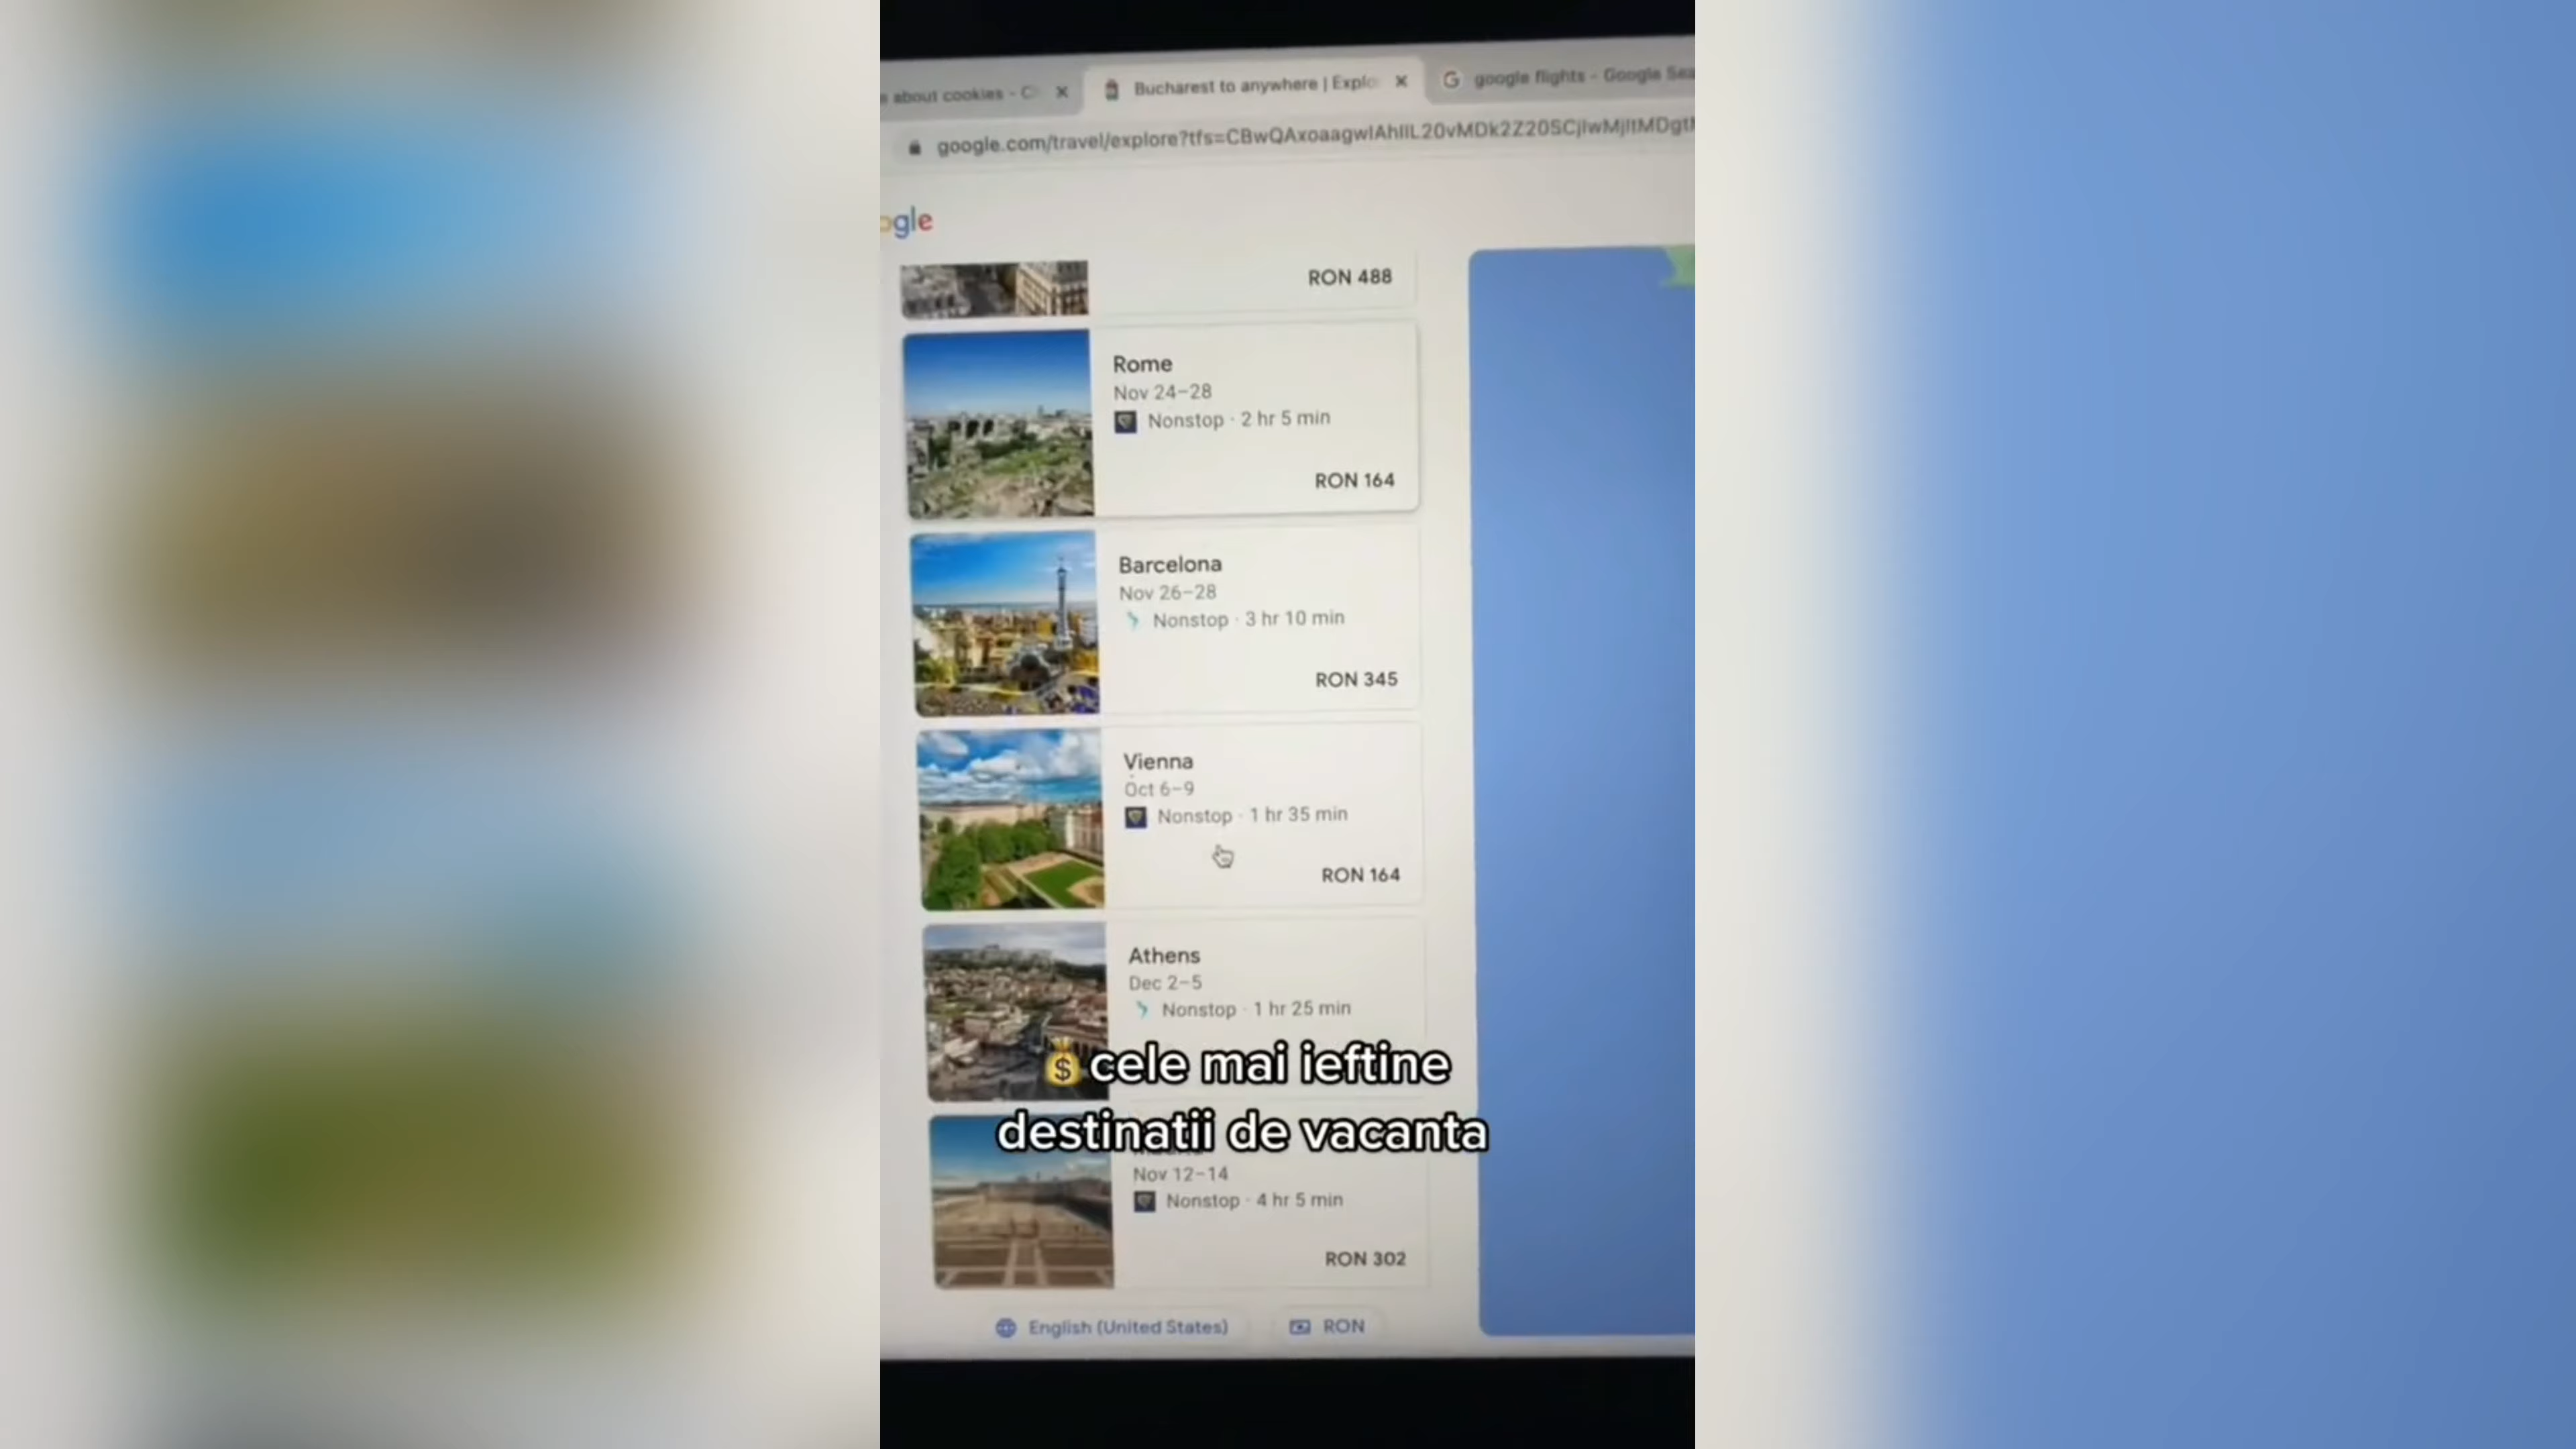 about cookies - C
Bucharest to anywhere | Explo
google flights - Google Sea
google.com/travel/explore?tfs=
ogle
RON 488
Rome
Nov 24–28
Nonstop · 2 hr 5 min
RON 164
Barcelona
Nov 26–28
Nonstop · 3 hr 10 min
RON 345
Vienna
Oct 6–9
Nonstop · 1 hr 35 min
RON 164
Athens
Dec 2–5
Nonstop · 1 hr 25 min
💰cele mai ieftine
destinatii de vacanta
Nov 12–14
Nonstop · 4 hr 5 min
RON 302
English (United States)
RON